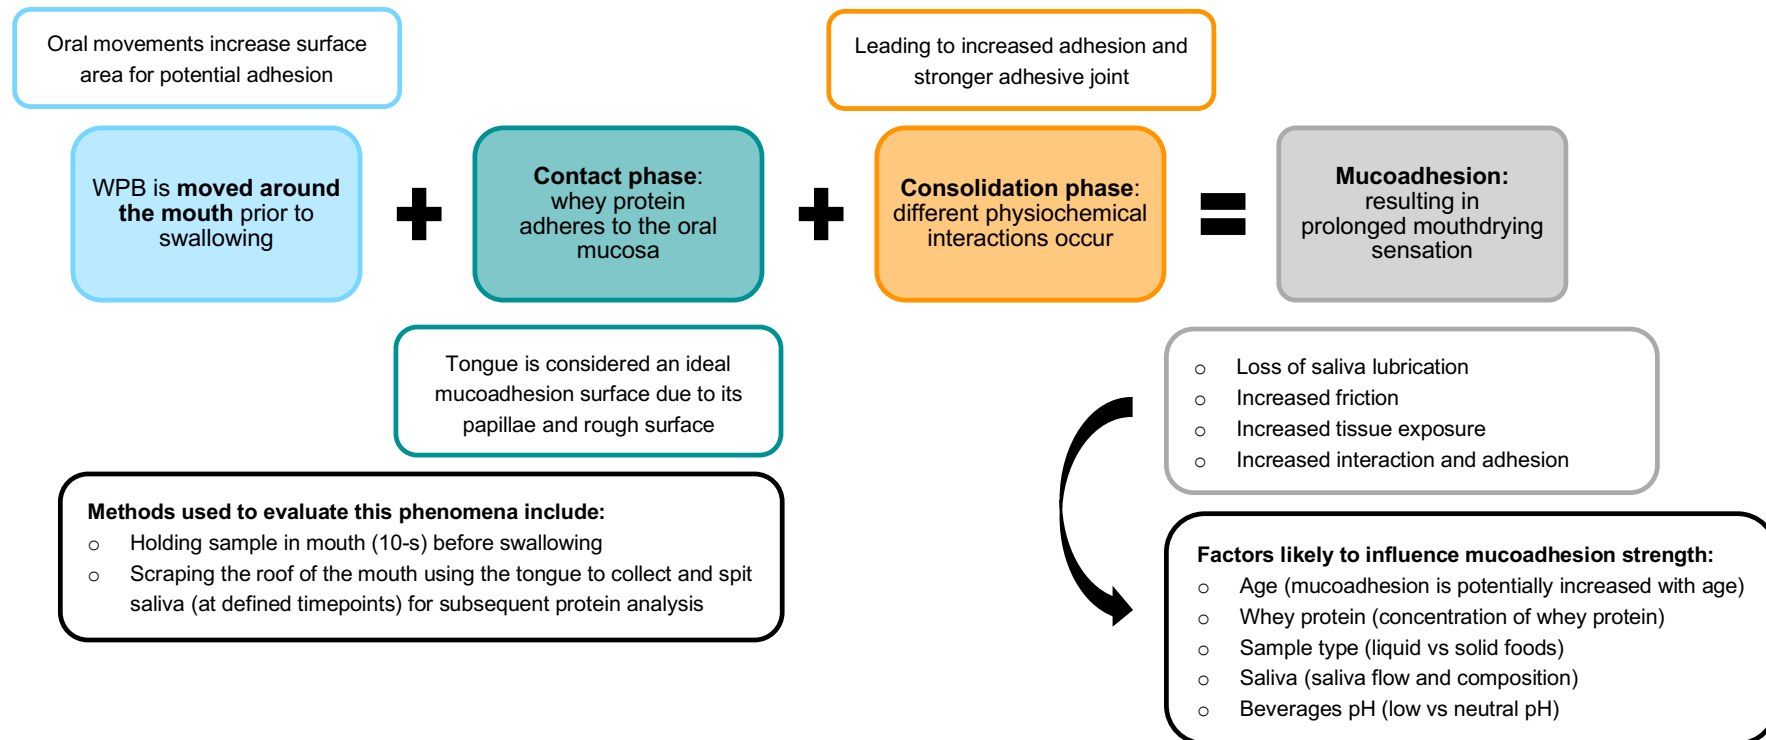 Oral movements increase surface
area for potential adhesion
Leading to increased adhesion and
stronger adhesive joint
WPB is moved around
the mouth prior to
swallowing
+
Contact phase:
whey protein
adheres to the oral
mucosa
+
Consolidation phase:
different physiochemical
interactions occur
=
Mucoadhesion:
resulting in
prolonged mouthdrying
sensation
Tongue is considered an ideal
mucoadhesion surface due to its
papillae and rough surface
o Loss of saliva lubrication
o Increased friction
o Increased tissue exposure
o Increased interaction and adhesion
Methods used to evaluate this phenomena include:
o Holding sample in mouth (10-s) before swallowing
o Scraping the roof of the mouth using the tongue to collect and spit
saliva (at defined timepoints) for subsequent protein analysis
Factors likely to influence mucoadhesion strength:
o Age (mucoadhesion is potentially increased with age)
o Whey protein (concentration of whey protein)
o Sample type (liquid vs solid foods)
o Saliva (saliva flow and composition)
o Beverages pH (low vs neutral pH)